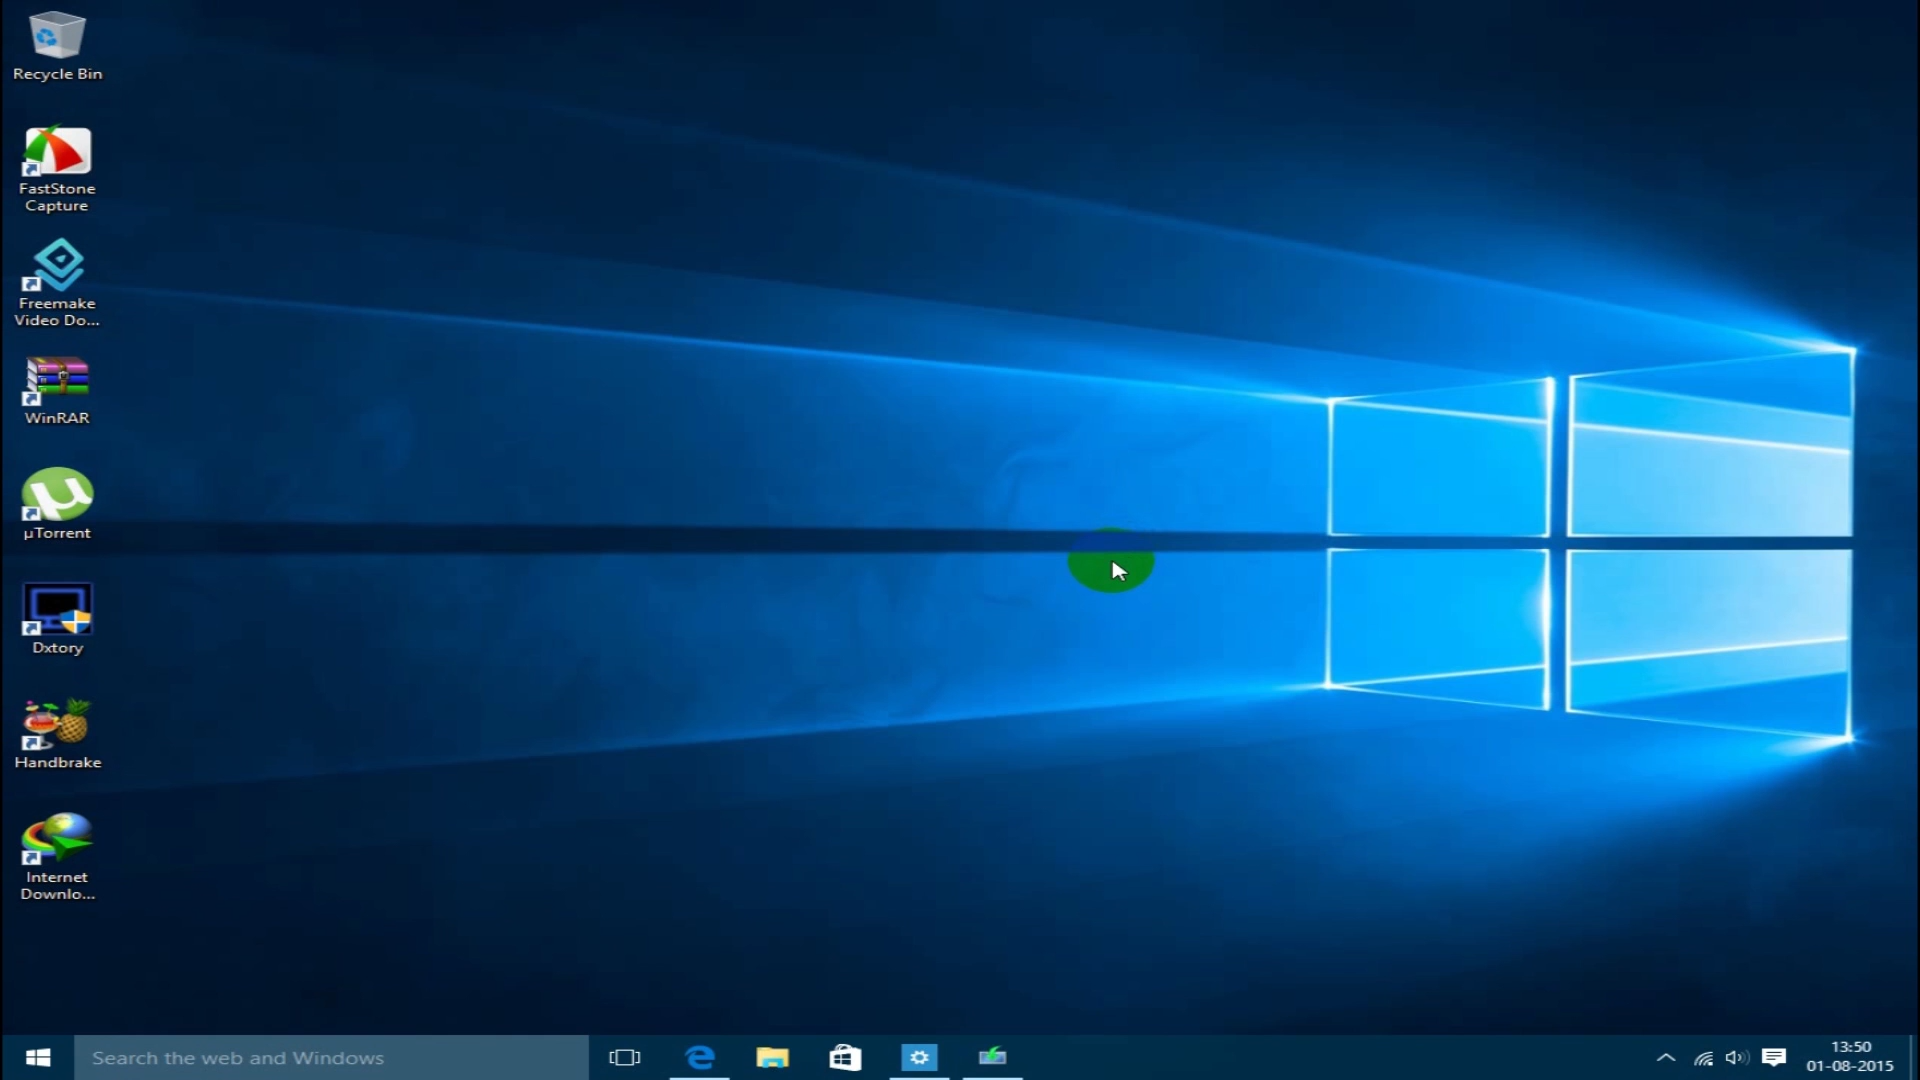 Recycle Bin
FastStone
Capture
Freemake
Video Do...
WinRAR
µTorrent
Dxtory
Handbrake
Internet
Downlo...
Search the web and Windows
13:50
01-08-2015